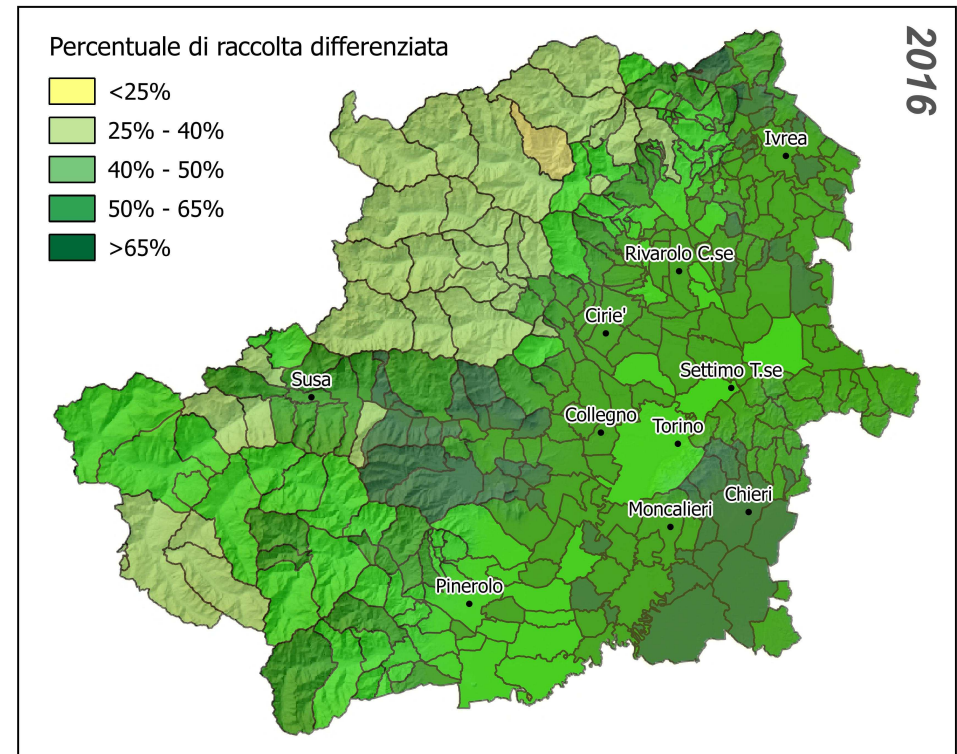 Percentuale di raccolta differenziata
<25%
25% - 40%
40% - 50%
50% - 65%
>65%
2016
Ivrea
Rivarolo C.se
Cirie'
Settimo T.se
Susa
Collegno
Torino
Chieri
Moncalieri
Pinerolo